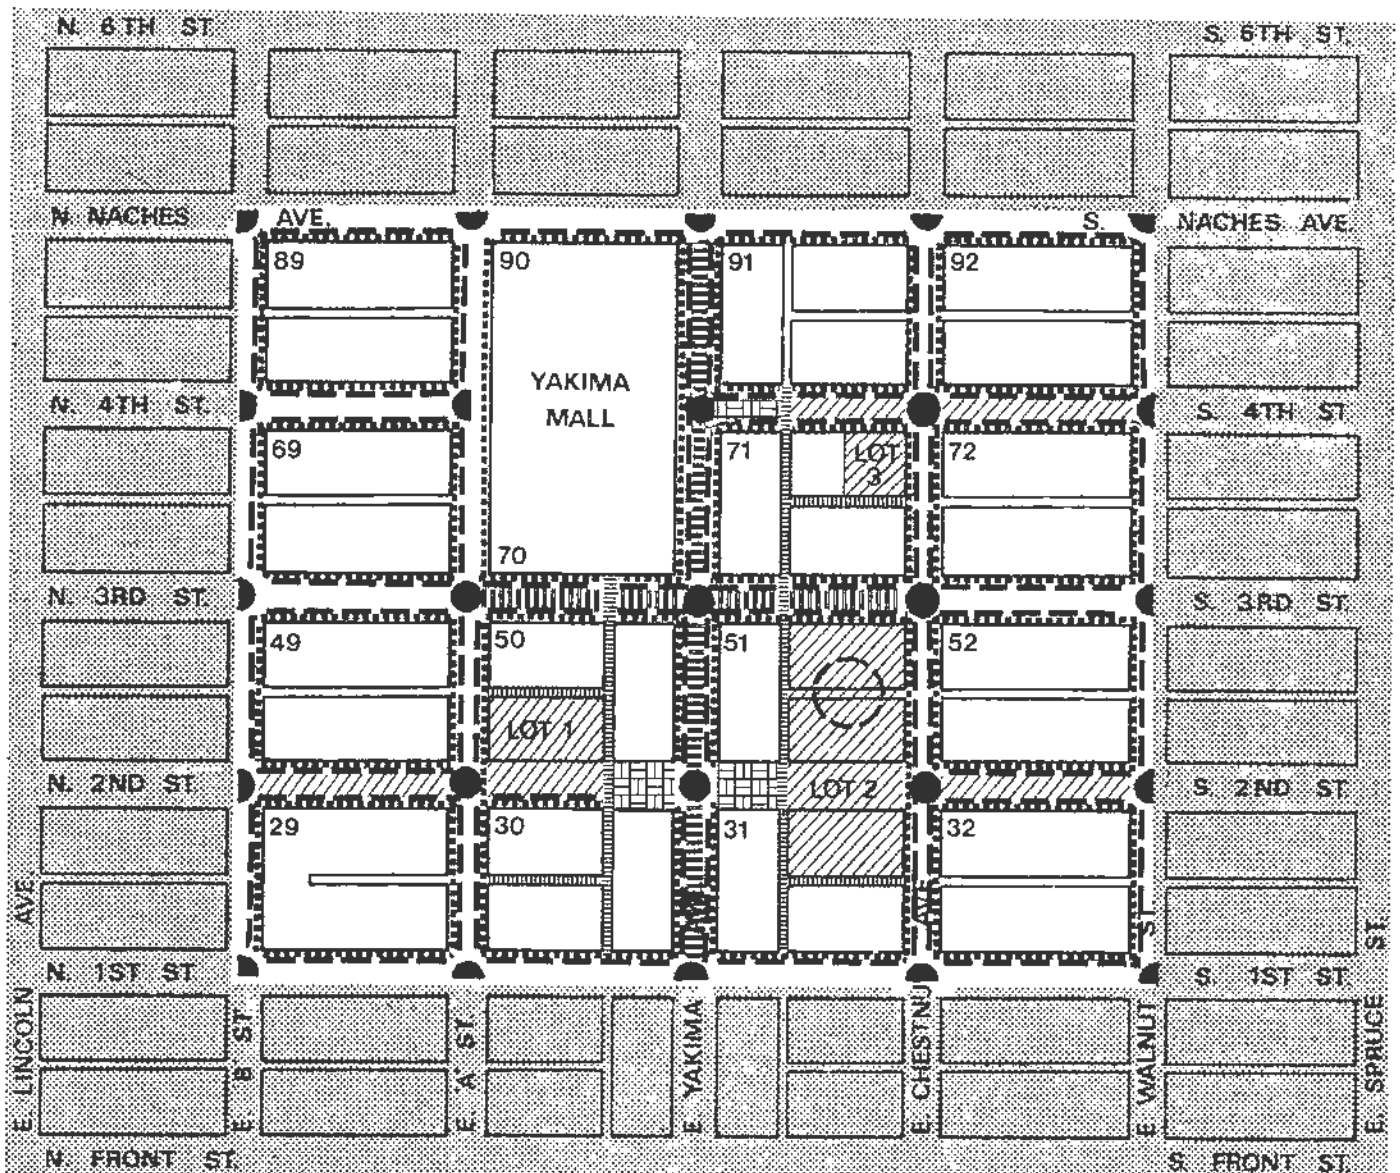 N. 6TH ST. S. 6TH ST.
N. NACHES AVE. S. NACHES AVE.
89 90 91 92
YAKIMA
MALL
N. 4TH ST. S. 4TH ST.
69 71 72
LOT
3
70
N. 3RD ST. S. 3RD ST.
49 50 51 52
LOT 1
N. 2ND ST. S. 2ND ST.
LOT 2
29 30 31 32
N. 1ST ST. S. 1ST ST.
E. LINCOLN AVE.
E. B ST.
E. 'A' ST.
E. YAKIMA AVE
E. CHESTNU AVE
E. WALNUT ST.
E. SPRUCE ST.
N. FRONT ST. S. FRONT ST.